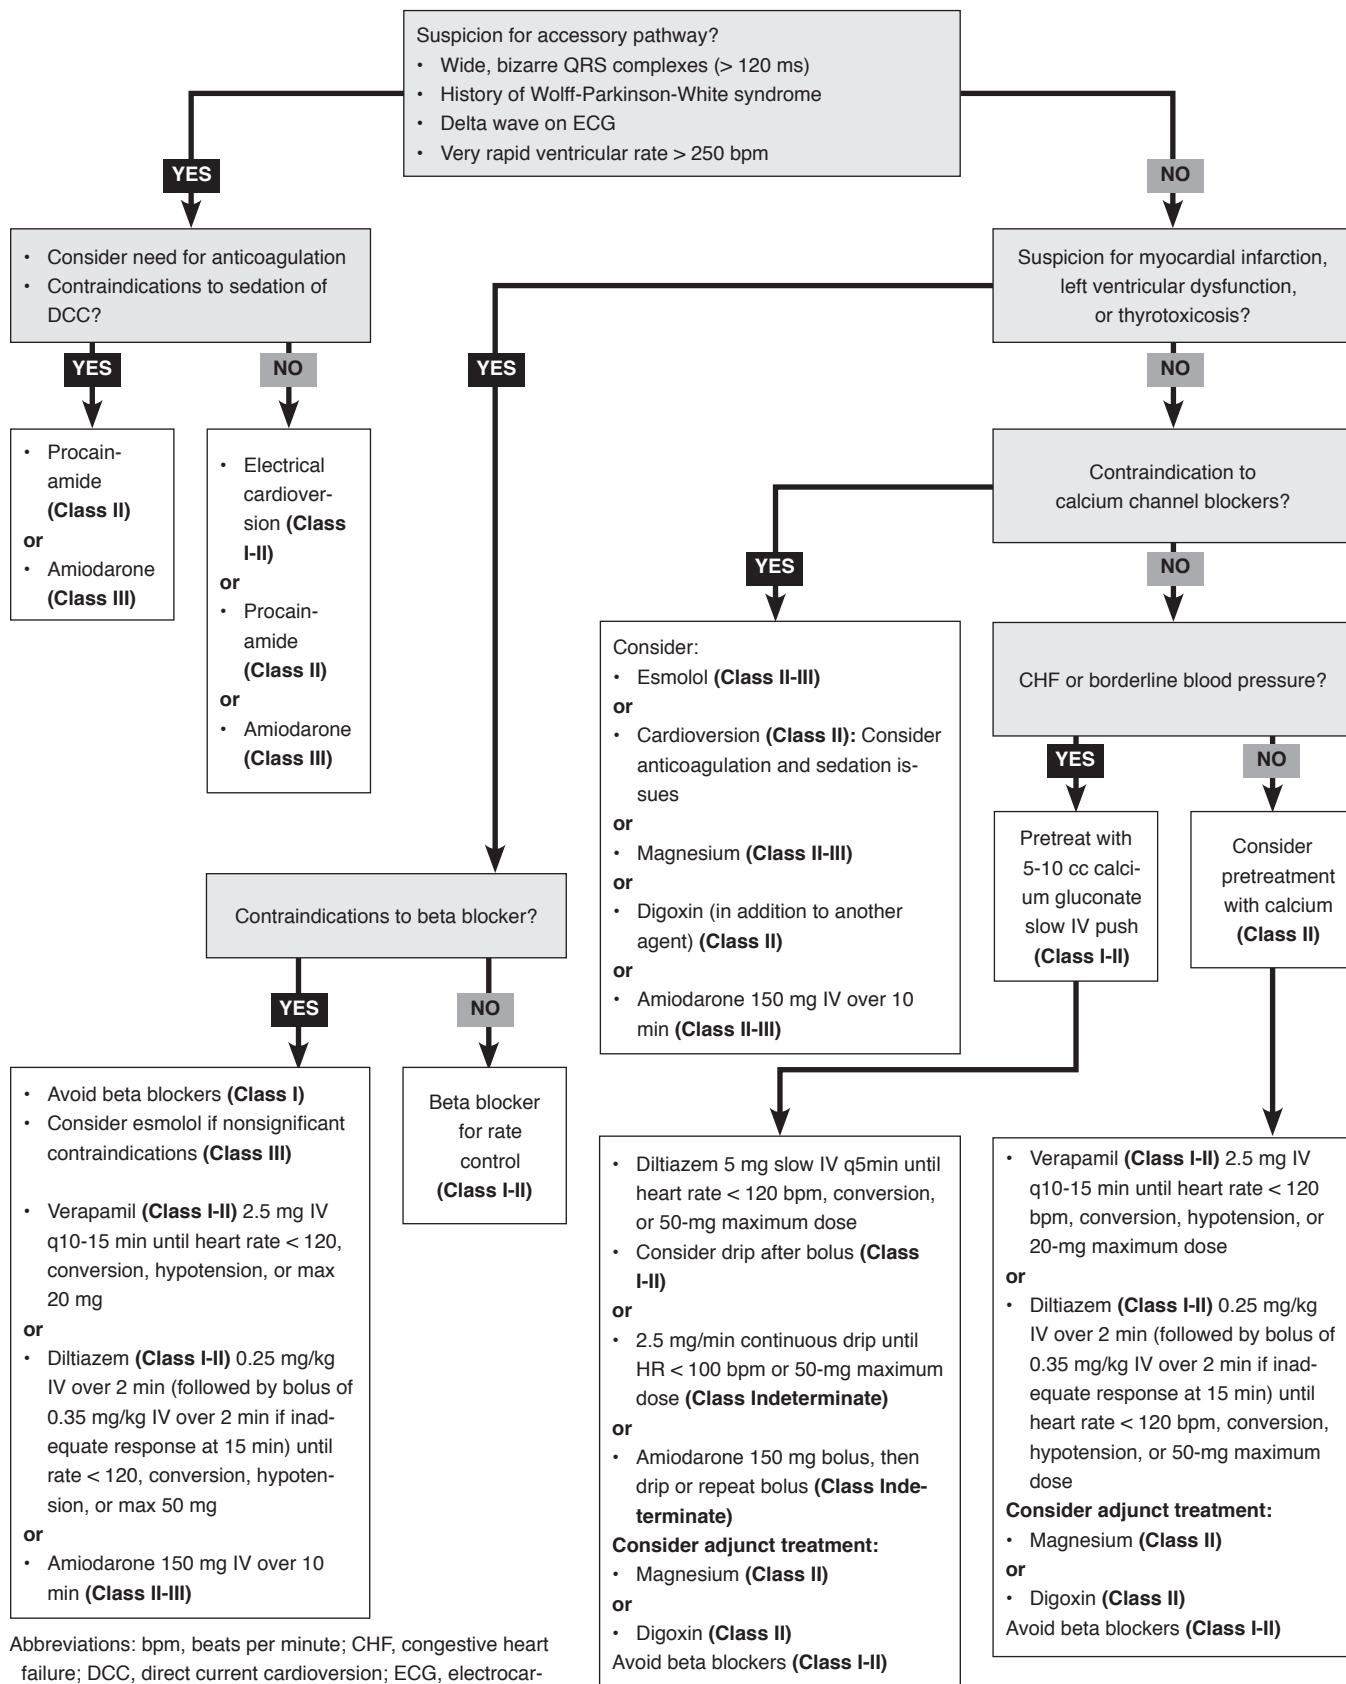 Suspicion for accessory pathway?
• Wide, bizarre QRS complexes (> 120 ms)
• History of Wolff-Parkinson-White syndrome
• Delta wave on ECG
• Very rapid ventricular rate > 250 bpm
YES
NO
• Consider need for anticoagulation
• Contraindications to sedation of
DCC?
Suspicion for myocardial infarction,
left ventricular dysfunction,
or thyrotoxicosis?
YES
NO
YES
NO
• Procain-
amide
(Class II)
or
• Amiodarone
(Class III)
• Electrical
cardiover-
sion (Class
I-II)
or
• Procain-
amide
(Class II)
or
• Amiodarone
(Class III)
Contraindication to
calcium channel blockers?
YES
NO
Consider:
• Esmolol (Class II-III)
or
• Cardioversion (Class II): Consider
anticoagulation and sedation is-
sues
or
• Magnesium (Class II-III)
or
• Digoxin (in addition to another
agent) (Class II)
or
• Amiodarone 150 mg IV over 10
min (Class II-III)
CHF or borderline blood pressure?
YES
NO
Pretreat with
5-10 cc calci-
um gluconate
slow IV push
(Class I-II)
Consider
pretreatment
with calcium
(Class II)
Contraindications to beta blocker?
YES
NO
• Avoid beta blockers (Class I)
• Consider esmolol if nonsignificant
contraindications (Class III)
• Verapamil (Class I-II) 2.5 mg IV
q10-15 min until heart rate < 120,
conversion, hypotension, or max
20 mg
or
• Diltiazem (Class I-II) 0.25 mg/kg
IV over 2 min (followed by bolus of
0.35 mg/kg IV over 2 min if inad-
equate response at 15 min) until
rate < 120, conversion, hypoten-
sion, or max 50 mg
or
• Amiodarone 150 mg IV over 10
min (Class II-III)
Beta blocker
for rate
control
(Class I-II)
• Diltiazem 5 mg slow IV q5min until
heart rate < 120 bpm, conversion,
or 50-mg maximum dose
• Consider drip after bolus (Class
I-II)
or
• 2.5 mg/min continuous drip until
HR < 100 bpm or 50-mg maximum
dose (Class Indeterminate)
or
• Amiodarone 150 mg bolus, then
drip or repeat bolus (Class Inde-
terminate)
Consider adjunct treatment:
• Magnesium (Class II)
or
• Digoxin (Class II)
Avoid beta blockers (Class I-II)
• Verapamil (Class I-II) 2.5 mg IV
q10-15 min until heart rate < 120
bpm, conversion, hypotension, or
20-mg maximum dose
or
• Diltiazem (Class I-II) 0.25 mg/kg
IV over 2 min (followed by bolus of
0.35 mg/kg IV over 2 min if inad-
equate response at 15 min) until
heart rate < 120 bpm, conversion,
hypotension, or 50-mg maximum
dose
Consider adjunct treatment:
• Magnesium (Class II)
or
• Digoxin (Class II)
Avoid beta blockers (Class I-II)
Abbreviations: bpm, beats per minute; CHF, congestive heart
failure; DCC, direct current cardioversion; ECG, electrocar-